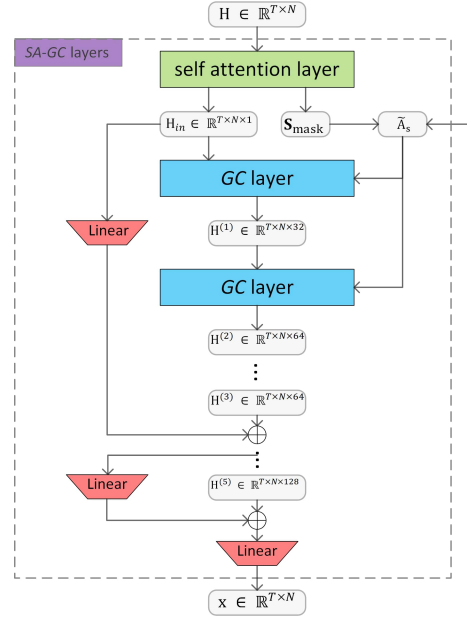 H ∈ ℝ^{T×N}
SA-GC layers
self attention layer
H_{in} ∈ ℝ^{T×N×1}
S_{mask}
Ã_s
GC layer
Linear
H^{(1)} ∈ ℝ^{T×N×32}
GC layer
H^{(2)} ∈ ℝ^{T×N×64}
⋮
H^{(3)} ∈ ℝ^{T×N×64}
⋮
Linear
H^{(5)} ∈ ℝ^{T×N×128}
Linear
x ∈ ℝ^{T×N}